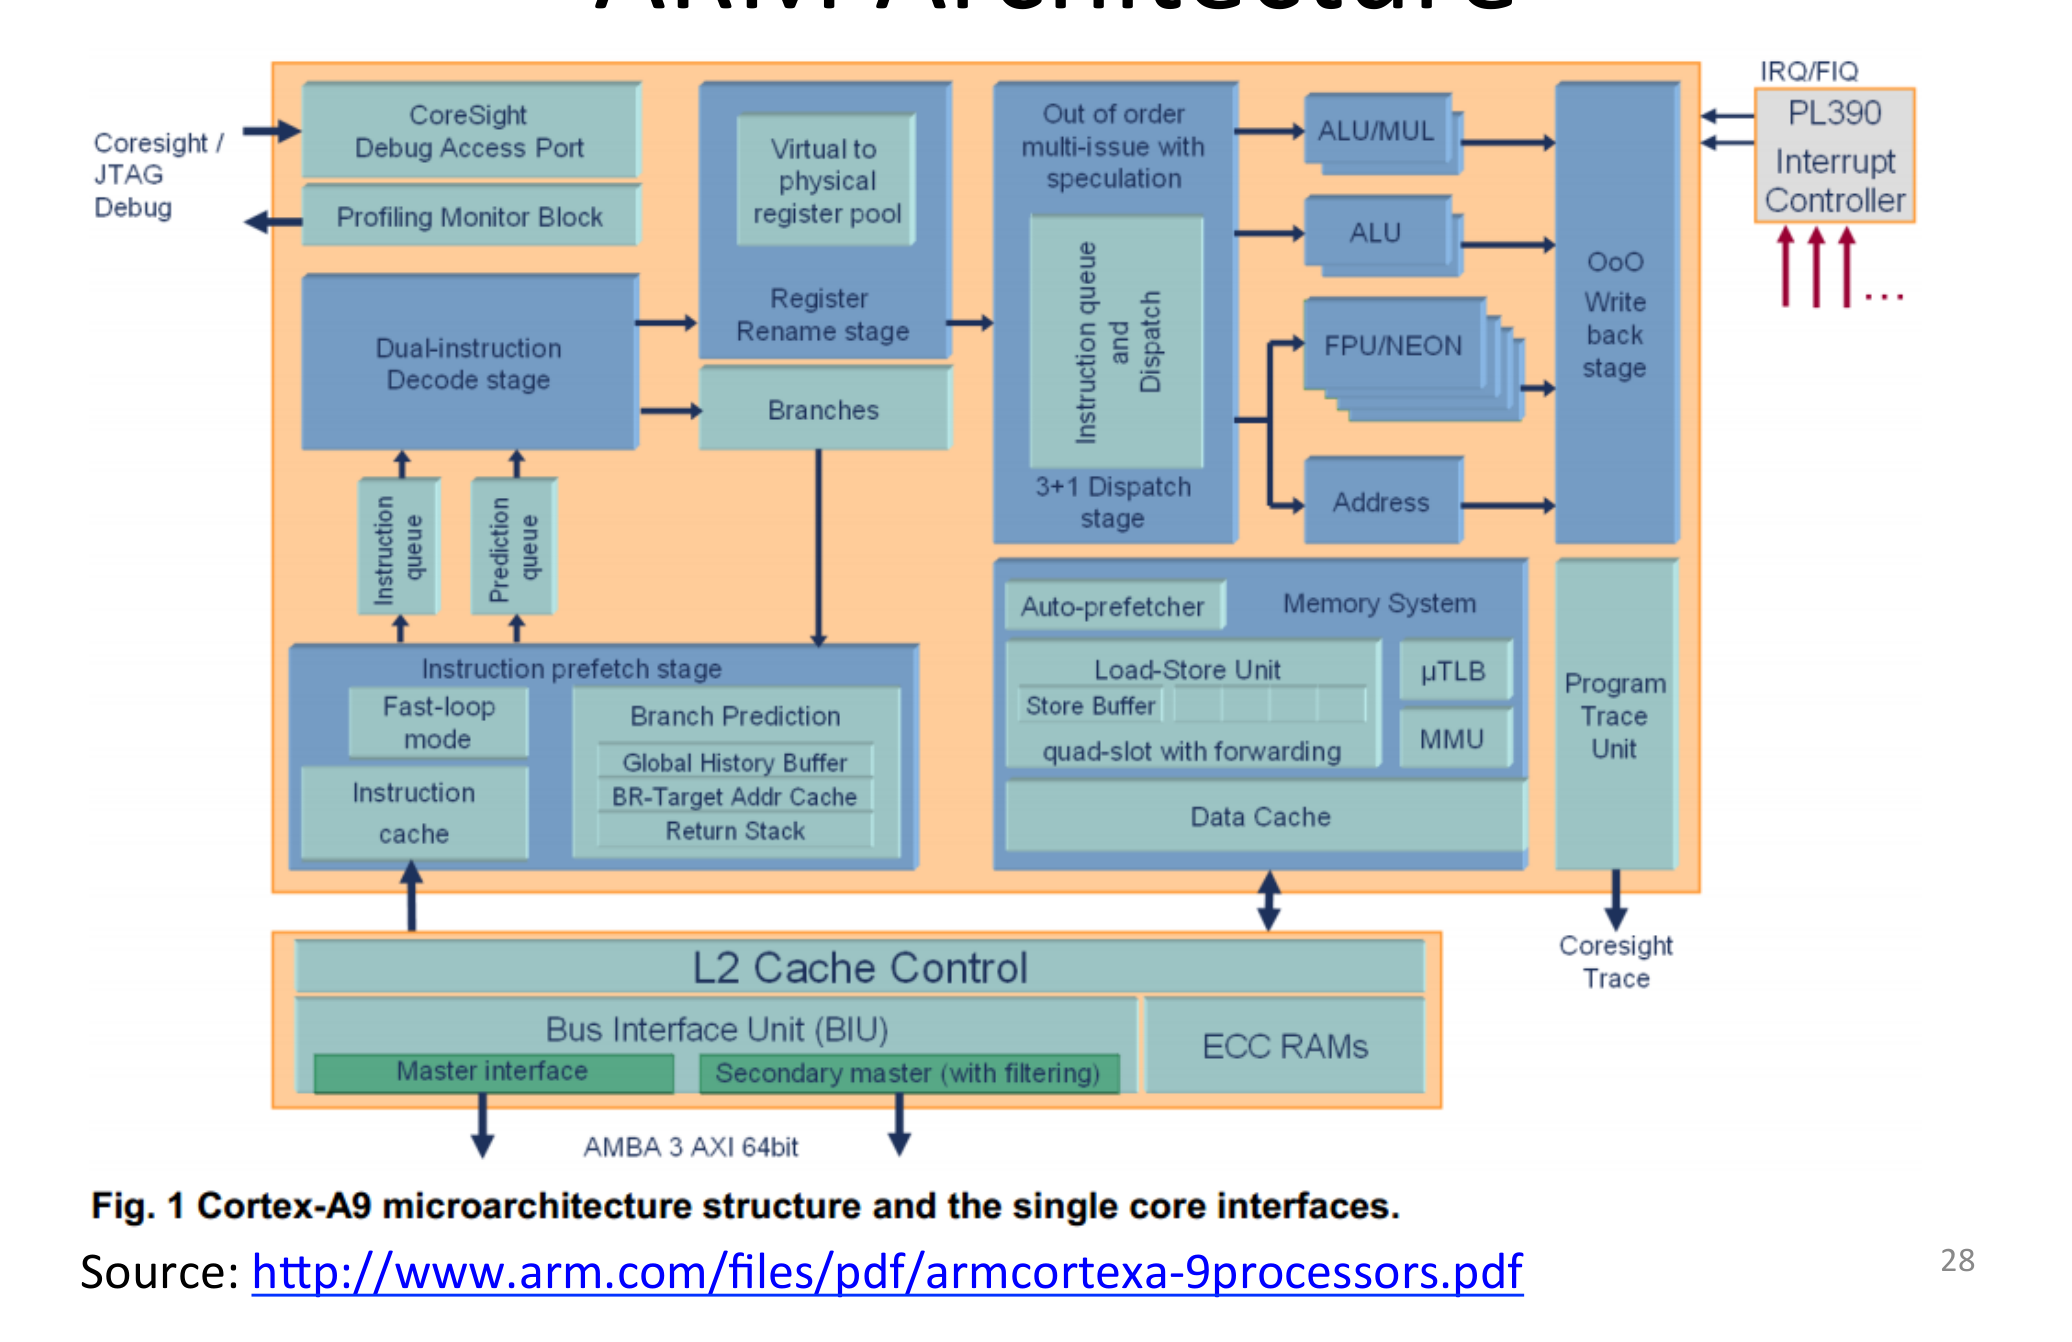 ARM Architecture
Coresight /
JTAG
Debug
CoreSight
Debug Access Port
Profiling Monitor Block
Dual-instruction
Decode stage
Virtual to
physical
register pool
Register
Rename stage
Branches
Out of order
multi-issue with
speculation
Instruction queue
and
Dispatch
3+1 Dispatch
stage
ALU/MUL
ALU
FPU/NEON
Address
OoO
Write
back
stage
IRQ/FIQ
PL390
Interrupt
Controller
...
Instruction
queue
Prediction
queue
Instruction prefetch stage
Fast-loop
mode
Instruction
cache
Branch Prediction
Global History Buffer
BR-Target Addr Cache
Return Stack
Auto-prefetcher
Memory System
Load-Store Unit
Store Buffer
quad-slot with forwarding
µTLB
MMU
Data Cache
Program
Trace
Unit
Coresight
Trace
L2 Cache Control
Bus Interface Unit (BIU)
Master interface
Secondary master (with filtering)
ECC RAMs
AMBA 3 AXI 64bit
Fig. 1 Cortex-A9 microarchitecture structure and the single core interfaces.
Source: http://www.arm.com/files/pdf/armcortexa-9processors.pdf
28